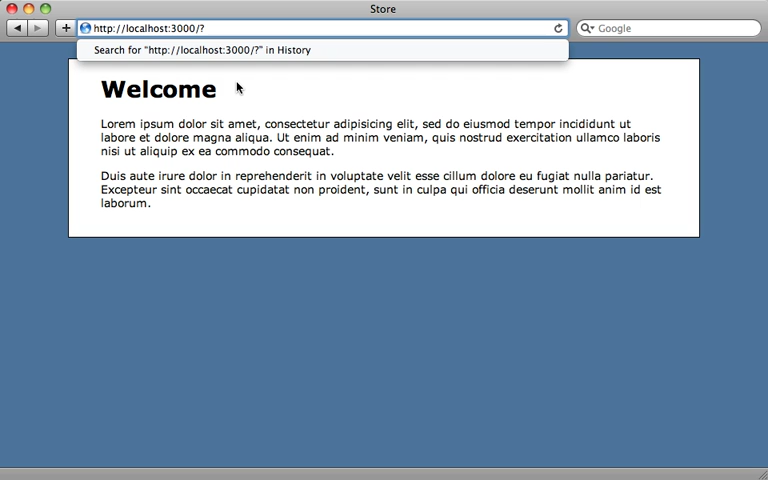 Store
http://localhost:3000/?
Google
Search for "http://localhost:3000/?" in History
Welcome
Lorem ipsum dolor sit amet, consectetur adipisicing elit, sed do eiusmod tempor incididunt ut
labore et dolore magna aliqua. Ut enim ad minim veniam, quis nostrud exercitation ullamco laboris
nisi ut aliquip ex ea commodo consequat.
Duis aute irure dolor in reprehenderit in voluptate velit esse cillum dolore eu fugiat nulla pariatur.
Excepteur sint occaecat cupidatat non proident, sunt in culpa qui officia deserunt mollit anim id est
laborum.